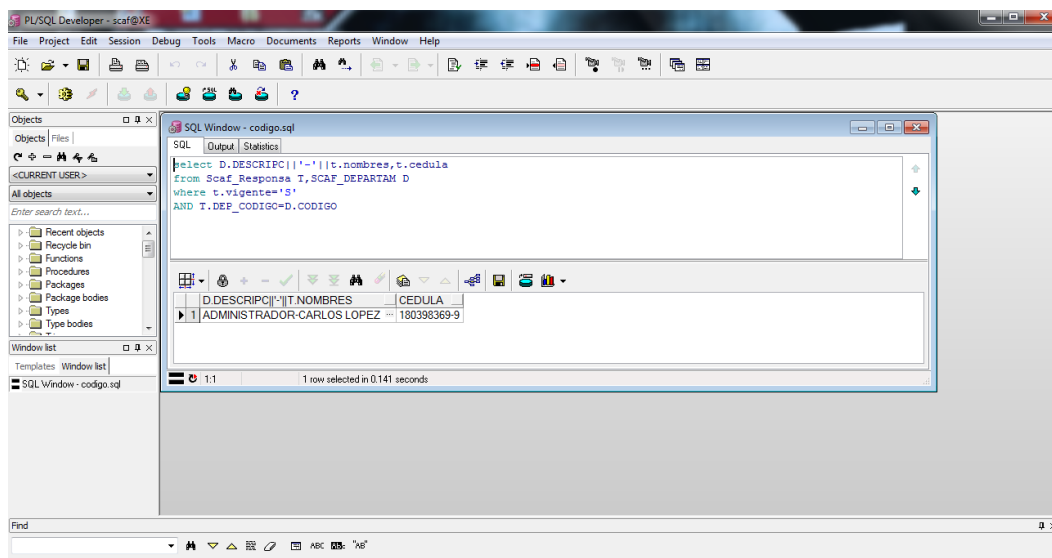 PL/SQL Developer - scaf@XE
File Project Edit Session Debug Tools Macro Documents Reports Window Help
Objects
Objects Files
<CURRENT USER>
All objects
Enter search text...
Recent objects
Recycle bin
Functions
Procedures
Packages
Package bodies
Types
Type bodies
Window list
Templates Window list
SQL Window - codigo.sql
SQL Window - codigo.sql
SQL Output Statistics
select D.DESCRIPC||'-'||t.nombres,t.cedula
from Scaf_Responsa T,SCAF_DEPARTAM D
where t.vigente='S'
AND T.DEP_CODIGO=D.CODIGO
D.DESCRIPC||'-'||T.NOMBRES CEDULA
1 ADMINISTRADOR-CARLOS LOPEZ ... 180398369-9
1:1 1 row selected in 0.141 seconds
Find
ABC "AB"